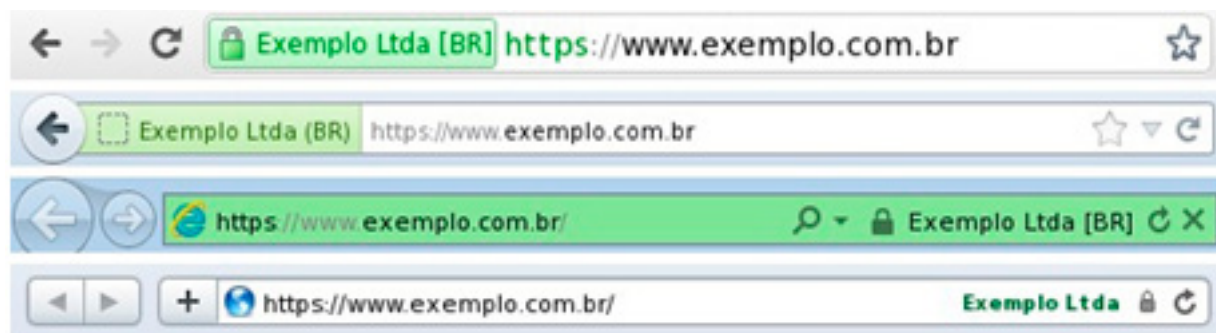 Exemplo Ltda [BR] https://www.exemplo.com.br
Exemplo Ltda (BR) https://www.exemplo.com.br
https://www.exemplo.com.br/ Exemplo Ltda [BR]
https://www.exemplo.com.br/ Exemplo Ltda